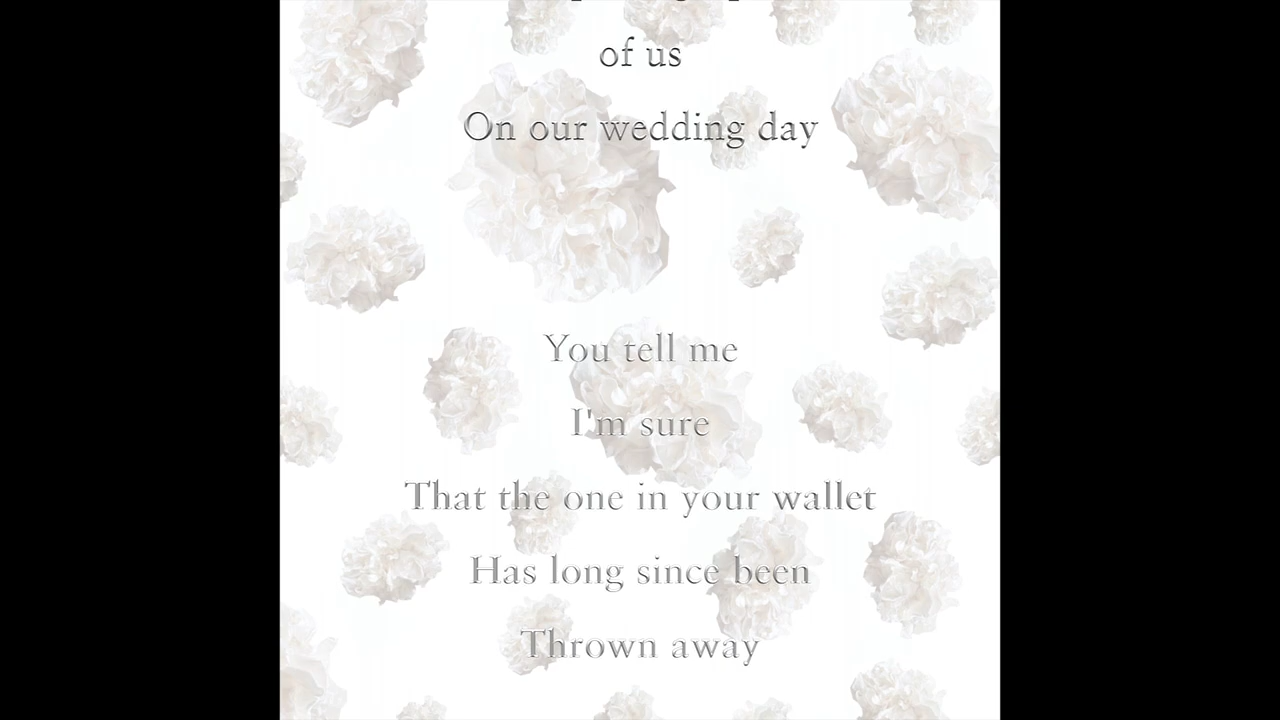 of us
On our wedding day
You tell me
I'm sure
That the one in your wallet
Has long since been
Thrown away